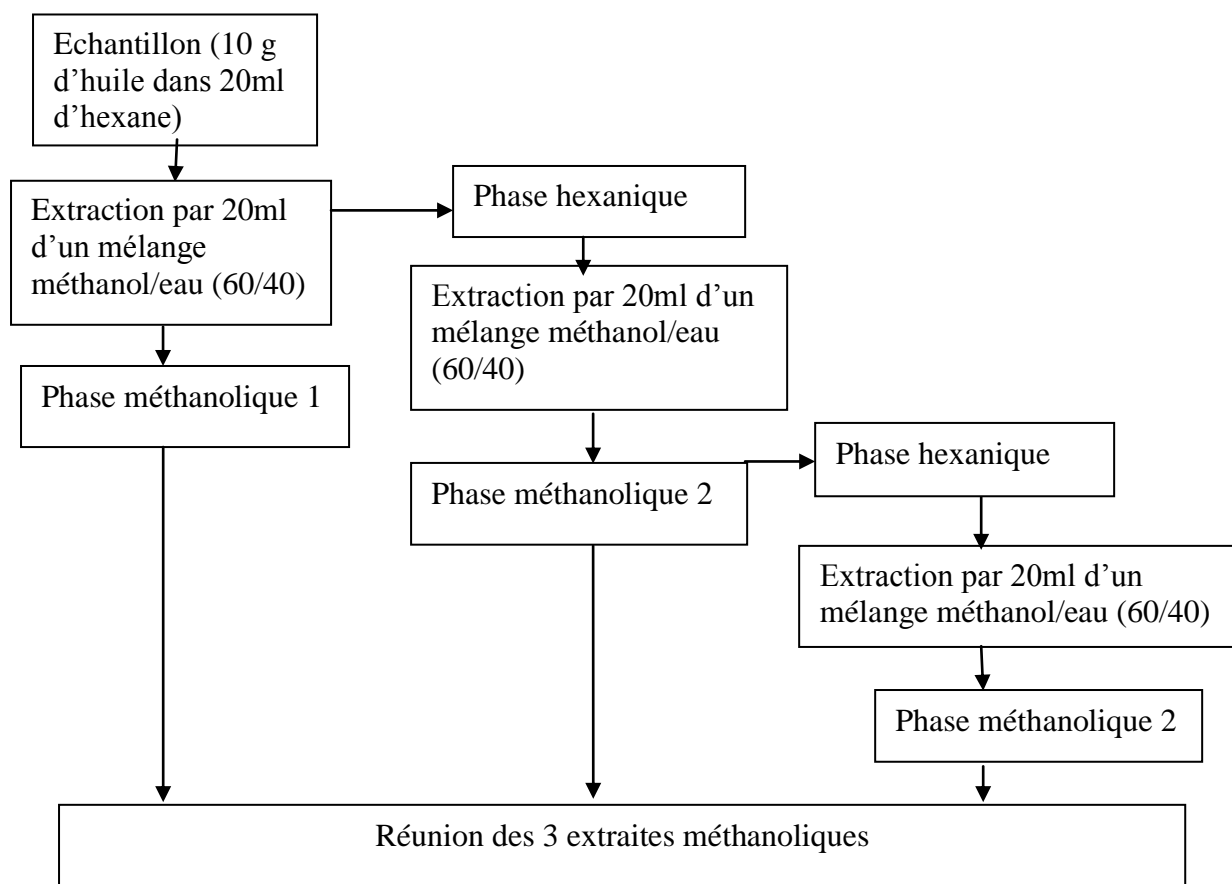 Echantillon (10 g
d’huile dans 20ml
d’hexane)
Extraction par 20ml
d’un mélange
méthanol/eau (60/40)
Phase hexanique
Extraction par 20ml d’un
mélange méthanol/eau
(60/40)
Phase méthanolique 1
Phase méthanolique 2
Phase hexanique
Extraction par 20ml d’un
mélange méthanol/eau (60/40)
Phase méthanolique 2
Réunion des 3 extraites méthanoliques